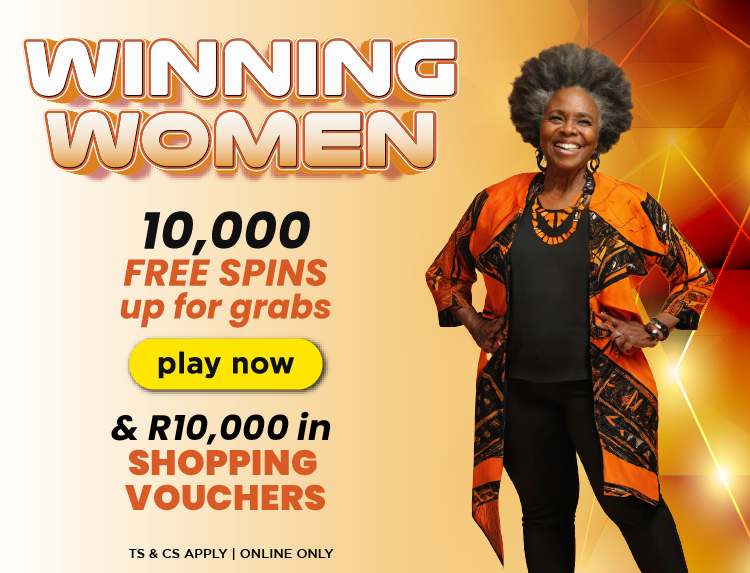 WINNING
WOMEN
10,000
FREE SPINS
up for grabs
play now
& R10,000 in
SHOPPING
VOUCHERS
TS & CS APPLY | ONLINE ONLY